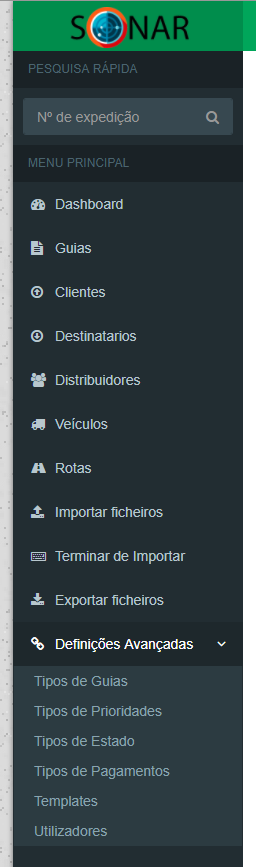 SONAR
PESQUISA RÁPIDA
Nº de expedição
MENU PRINCIPAL
Dashboard
Guias
Clientes
Destinatarios
Distribuidores
Veículos
Rotas
Importar ficheiros
Terminar de Importar
Exportar ficheiros
Definições Avançadas
Tipos de Guias
Tipos de Prioridades
Tipos de Estado
Tipos de Pagamentos
Templates
Utilizadores